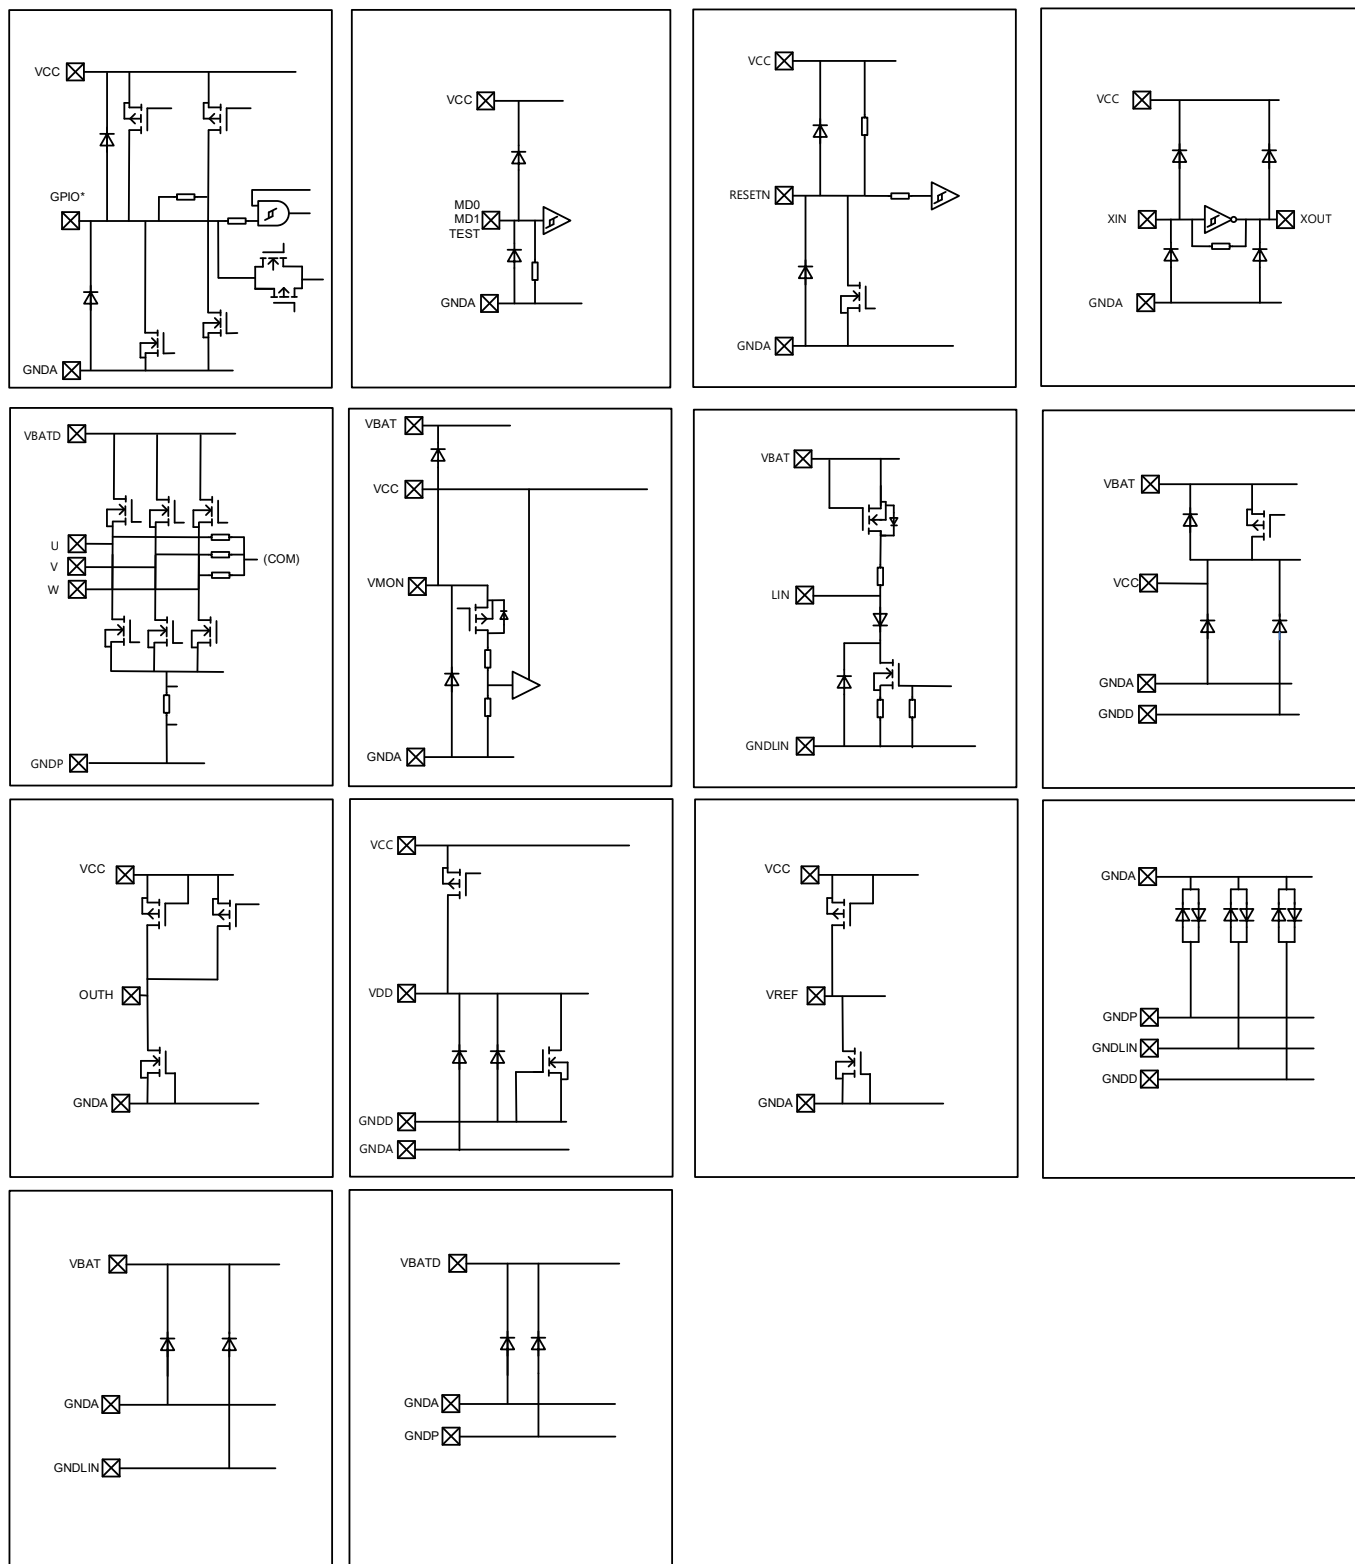 VCC
GPIO*
GNDA
VCC
MD0
MD1
TEST
GNDA
VCC
RESETN
GNDA
VCC
XIN
XOUT
GNDA
VBATD
U
V
W
(COM)
GNDP
VBAT
VCC
VMON
GNDA
VBAT
LIN
GNDLIN
VBAT
VCC
GNDA
GNDD
VCC
OUTH
GNDA
VCC
VDD
GNDD
GNDA
VCC
VREF
GNDA
GNDA
GNDP
GNDLIN
GNDD
VBAT
GNDA
GNDLIN
VBATD
GNDA
GNDP